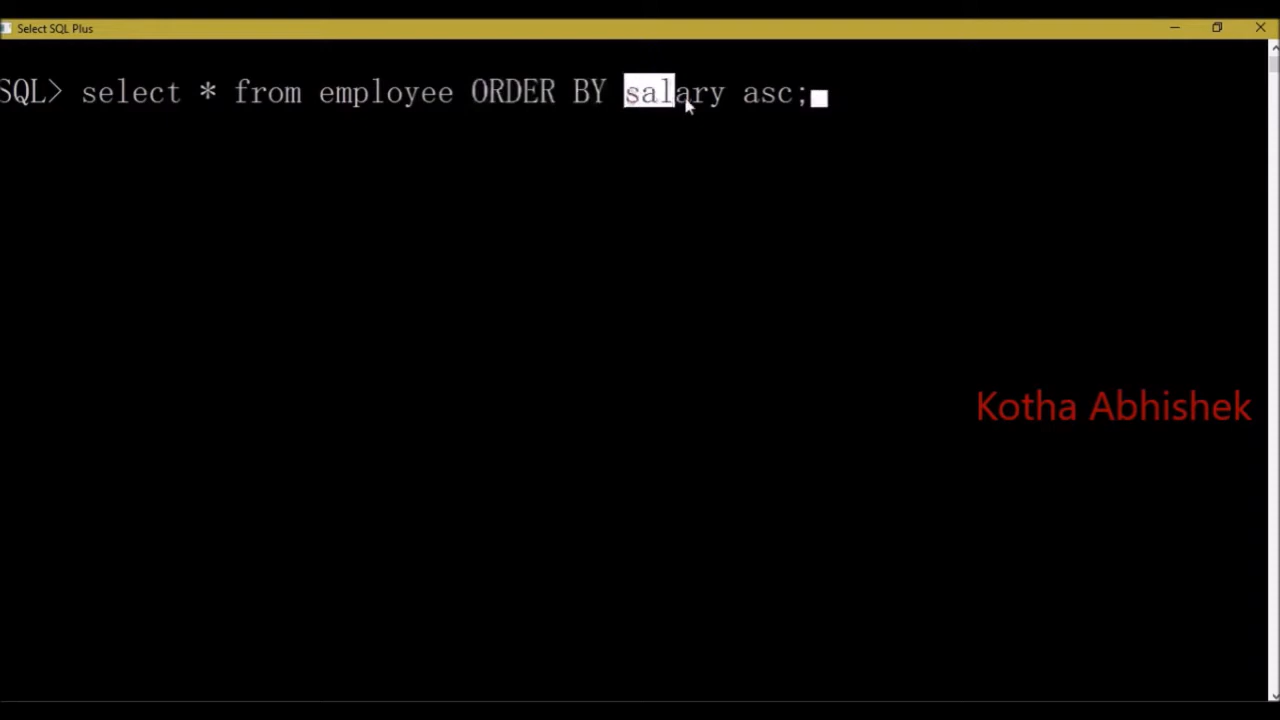 Select SQL Plus
SQL> select * from employee ORDER BY salary asc;
Kotha Abhishek